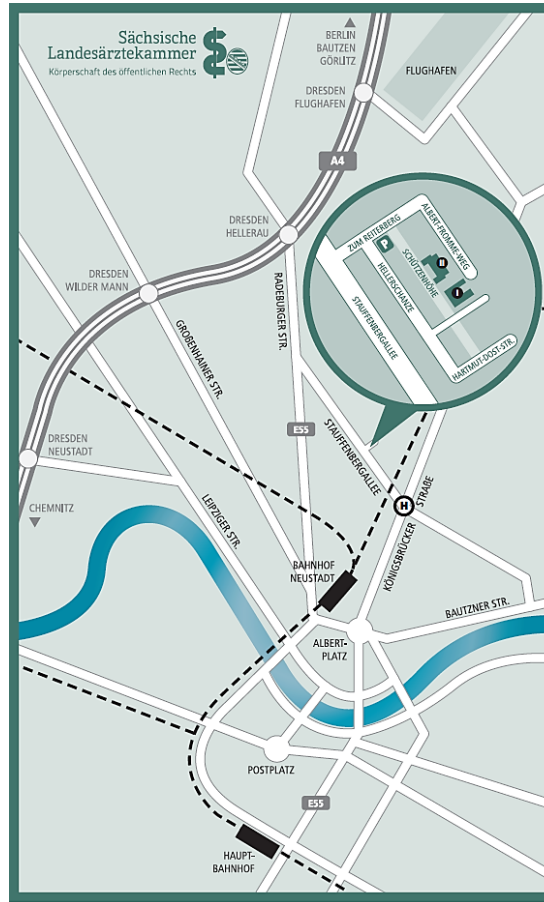 Sächsische
Landesärztekammer
Körperschaft des öffentlichen Rechts
BERLIN
BAUTZEN
GÖRLITZ
FLUGHAFEN
DRESDEN
FLUGHAFEN
A4
DRESDEN
HELLERAU
DRESDEN
WILDER MANN
RADEBURGER STR.
GROßENHAINER STR.
ZUM REITERBERG
ALBERT-FROMME-WEG
P
SCHÜTZENHÖHE
II
I
HELLERSCHANZE
STAUFFENBERGALLEE
HARTMUT-DOST-STR.
E55
STAUFFENBERGALLEE
DRESDEN
NEUSTADT
CHEMNITZ
LEIPZIGER STR.
H
KÖNIGSBRÜCKER
STRAßE
BAHNHOF
NEUSTADT
BAUTZNER STR.
ALBERT-
PLATZ
POSTPLATZ
E55
HAUPT-
BAHNHOF